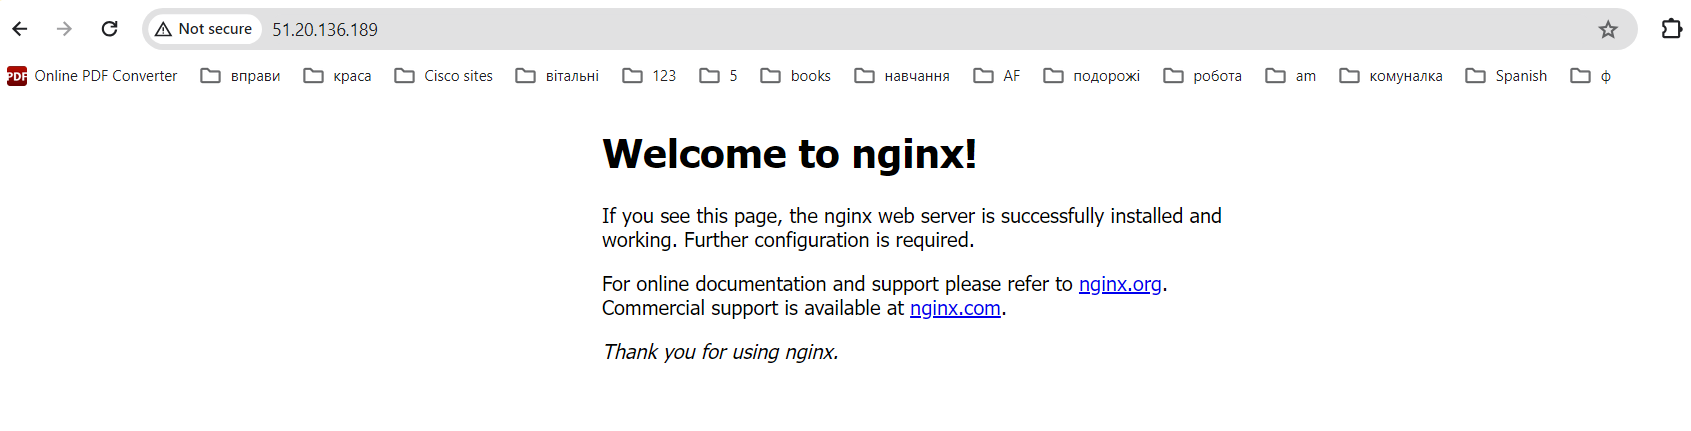 Not secure 51.20.136.189
PDF Online PDF Converter вправи краса Cisco sites вітальні 123 5 books навчання AF подорожі робота am комуналка Spanish ф
Welcome to nginx!
If you see this page, the nginx web server is successfully installed and
working. Further configuration is required.
For online documentation and support please refer to nginx.org.
Commercial support is available at nginx.com.
Thank you for using nginx.